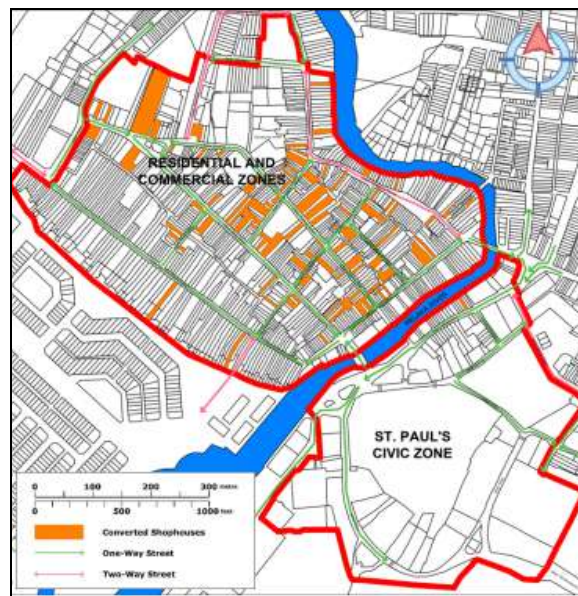 RESIDENTIAL AND
COMMERCIAL ZONES
ST. PAUL'S
CIVIC ZONE
0 100 200 300 metre
0 500 1000 feet
Converted Shophouses
One-Way Street
Two-Way Street